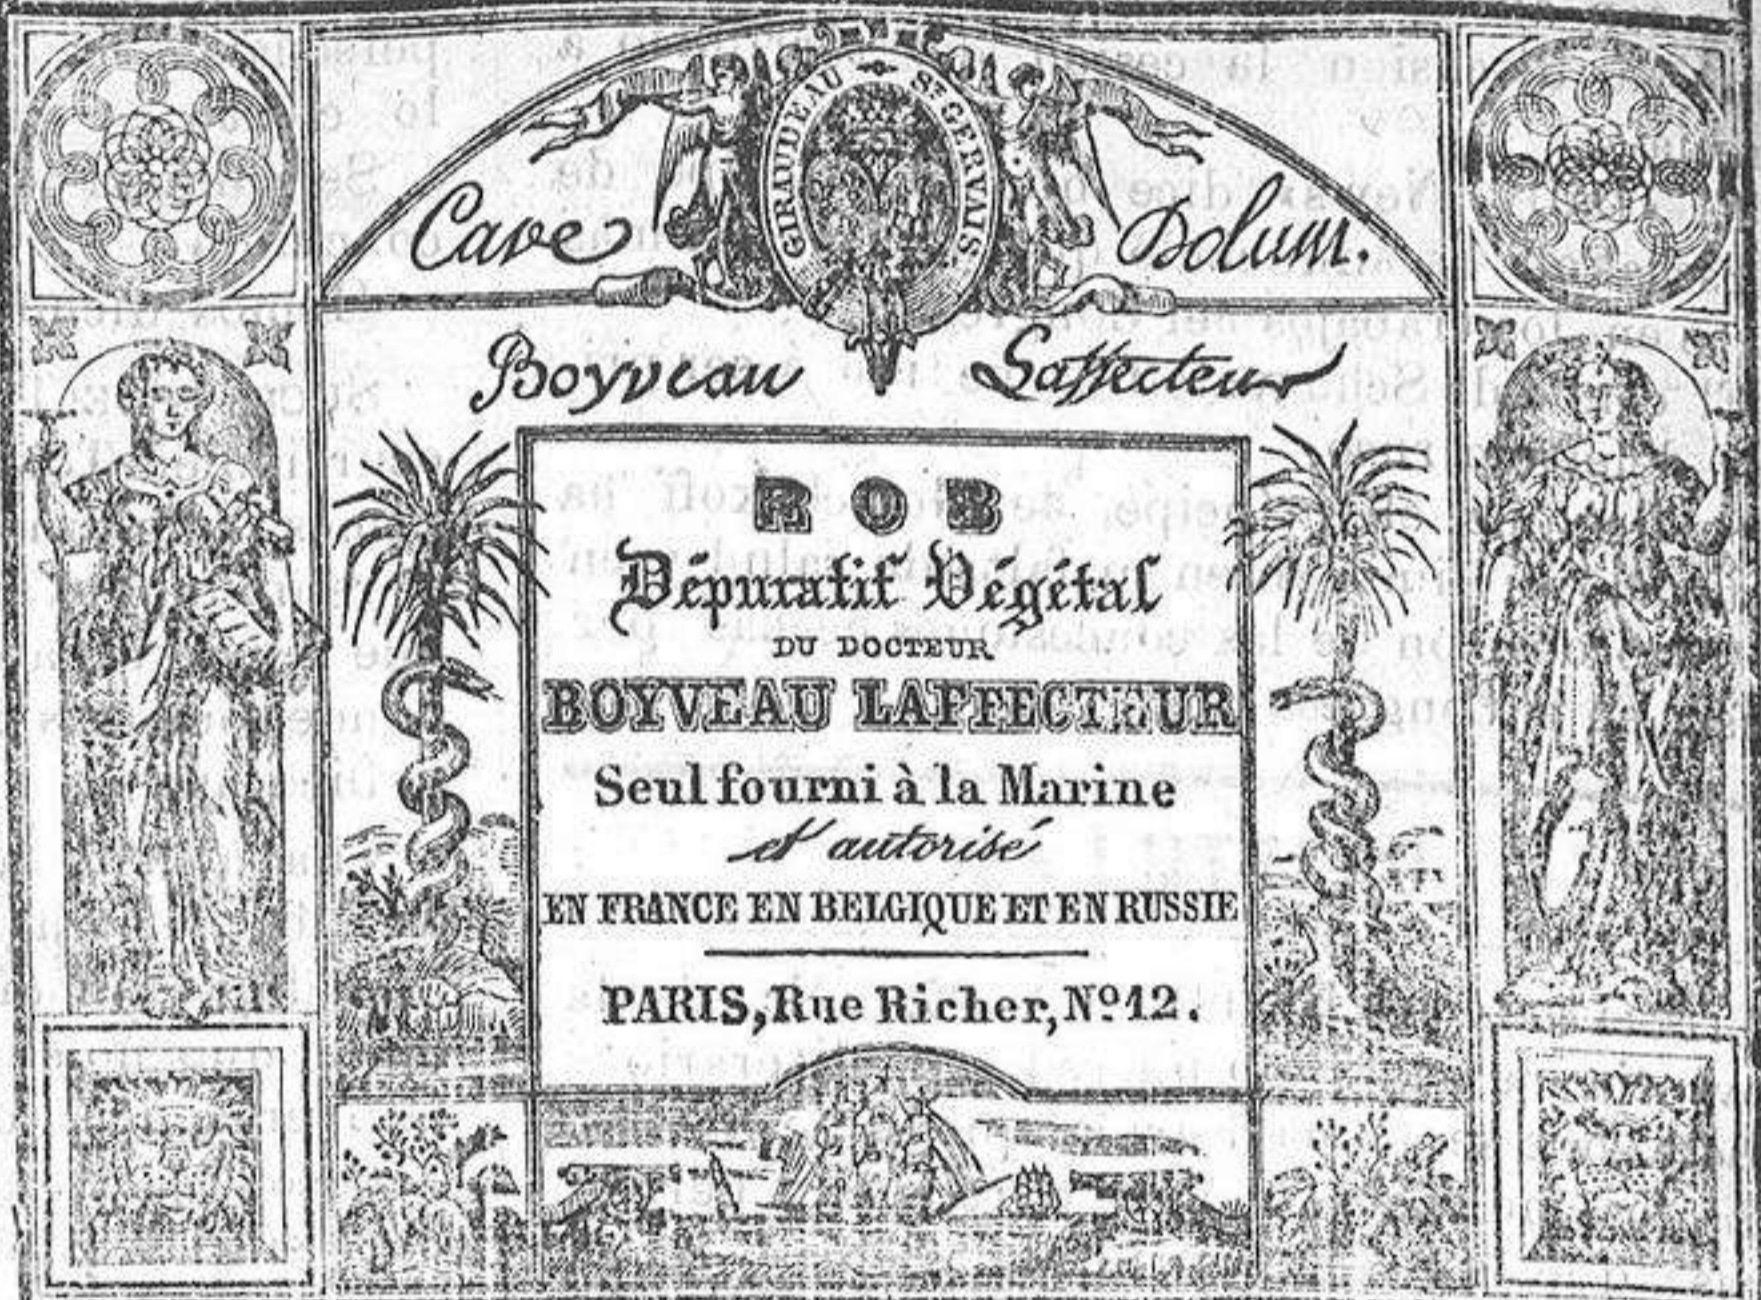 GIRAUDEAU ST GERVAIS.
Cave Dolum.
Boyveau Laffecteur
ROB
Dépuratif Végétal
DU DOCTEUR
BOYVEAU LAFFECTEUR
Seul fourni à la Marine
et autorisé
EN FRANCE EN BELGIQUE ET EN RUSSIE
PARIS, Rue Richer, Nº 12.